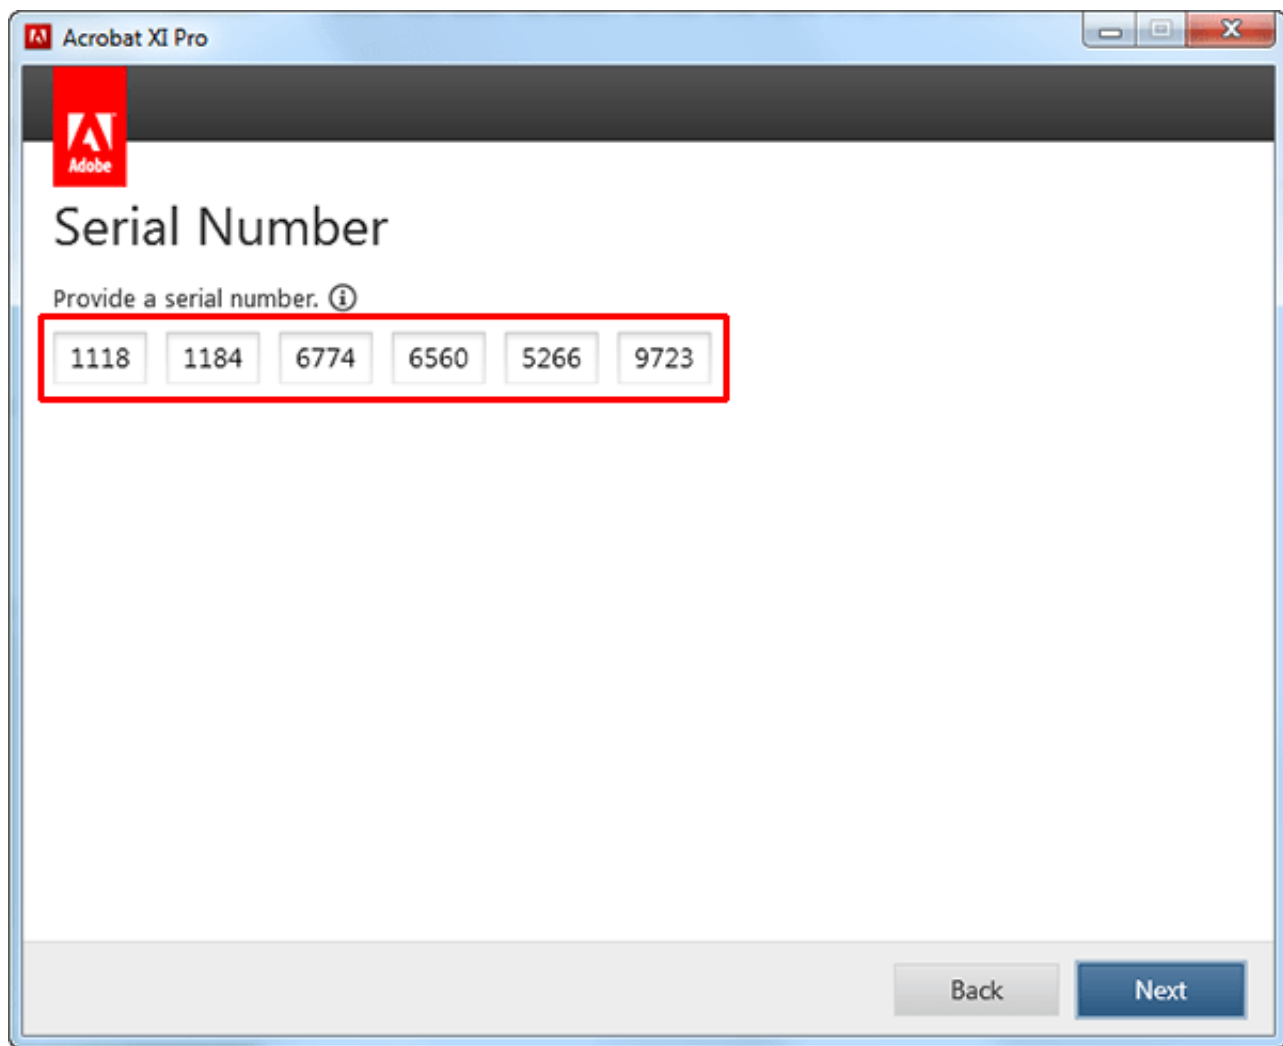 Acrobat XI Pro
Adobe
Serial Number
Provide a serial number.
1118 1184 6774 6560 5266 9723
Back Next